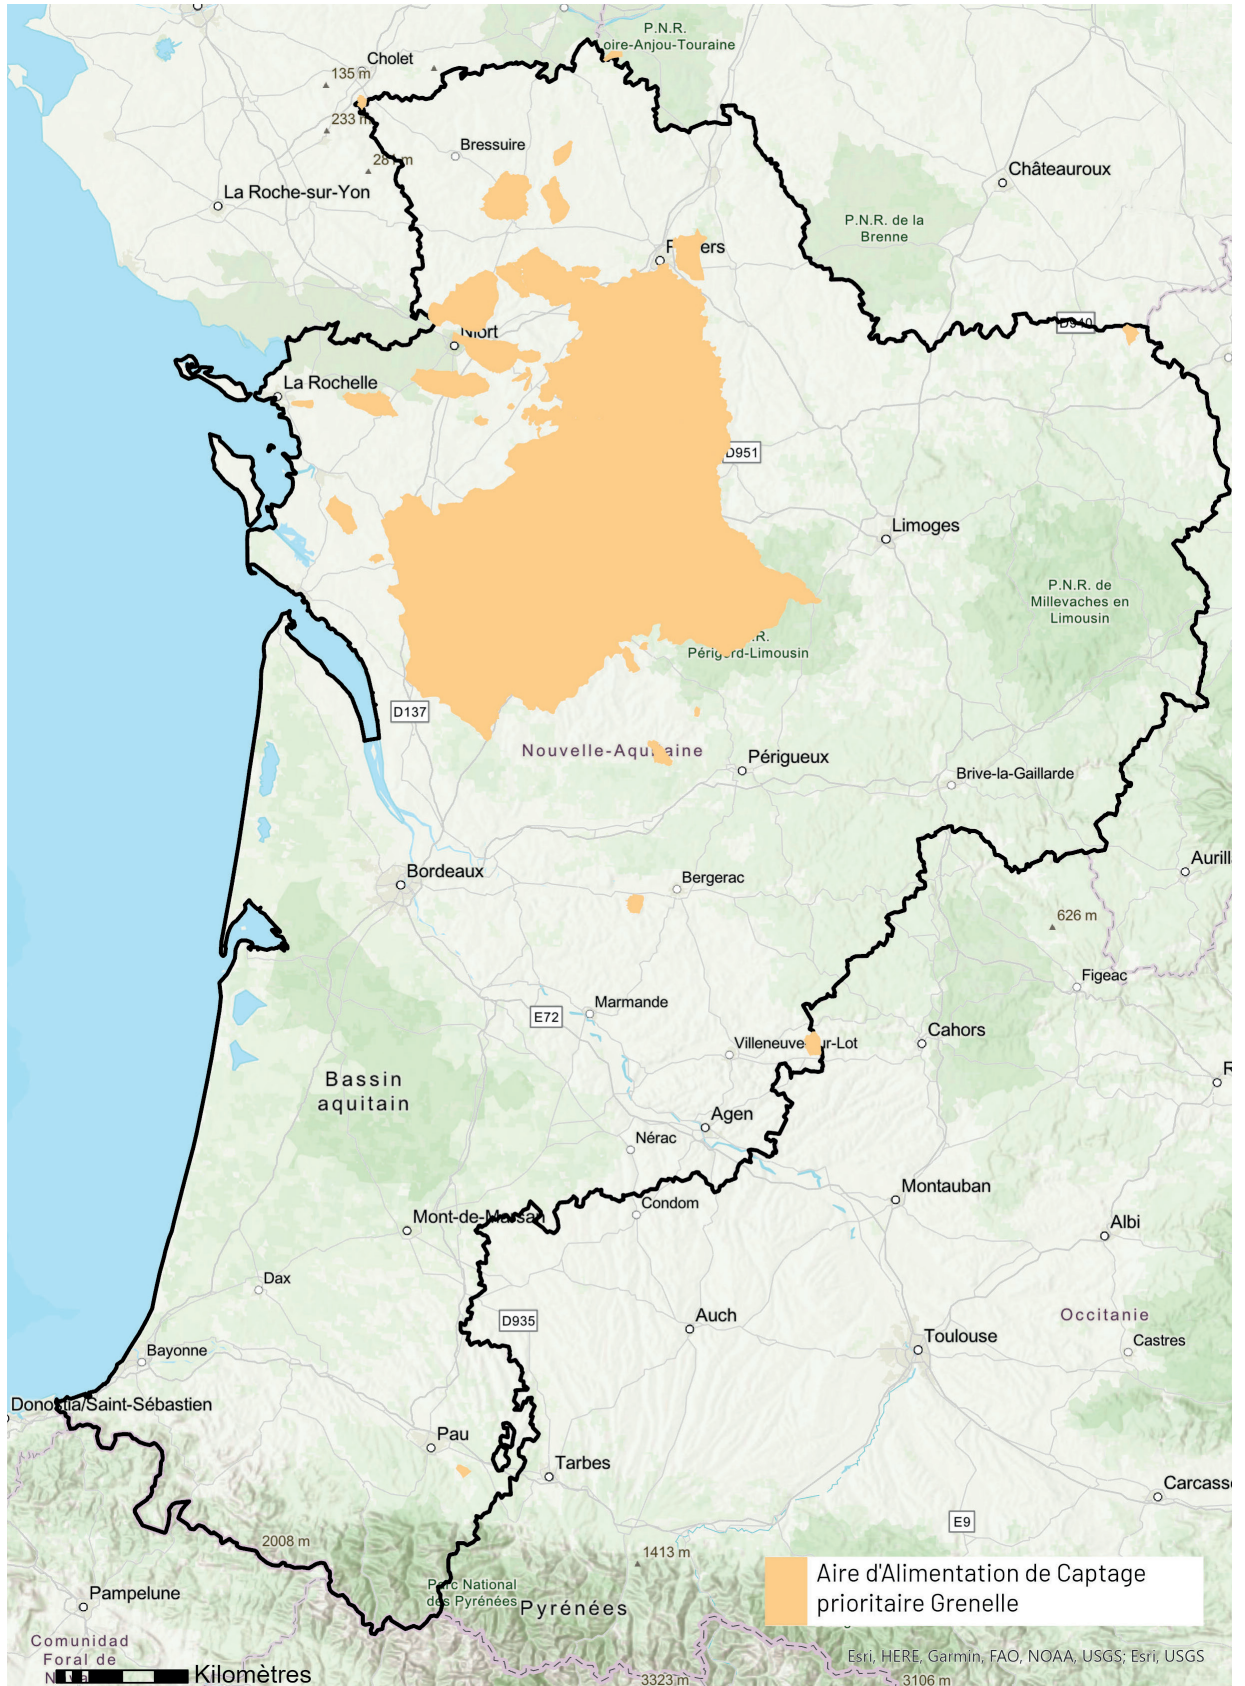 P.N.R.
oire-Anjou-Touraine
Cholet
135 m
233 m
Bressuire
281 m
Châteauroux
La Roche-sur-Yon
P.N.R. de la
Brenne
ers
D940
Niort
La Rochelle
D951
Limoges
P.N.R. de
Millevaches en
Limousin
.R.
Périgord-Limousin
D137
Nouvelle-Aquitaine
Périgueux
Brive-la-Gaillarde
Aurill
Bordeaux
Bergerac
626 m
Figeac
Marmande
E72
Cahors
Villeneuve-sur-Lot
R
Bassin
aquitain
Agen
Nérac
Montauban
Condom
Mont-de-Marsan
Albi
Dax
Occitanie
D935
Auch
Toulouse
Castres
Bayonne
Donostia/Saint-Sébastien
Pau
Tarbes
Carcasso
E9
2008 m
1413 m
Parc National
des Pyrénées
Pyrénées
Pampelune
Aire d'Alimentation de Captage
prioritaire Grenelle
Comunidad
Foral de
Kilomètres
Esri, HERE, Garmin, FAO, NOAA, USGS; Esri, USGS
3323 m
3106 m